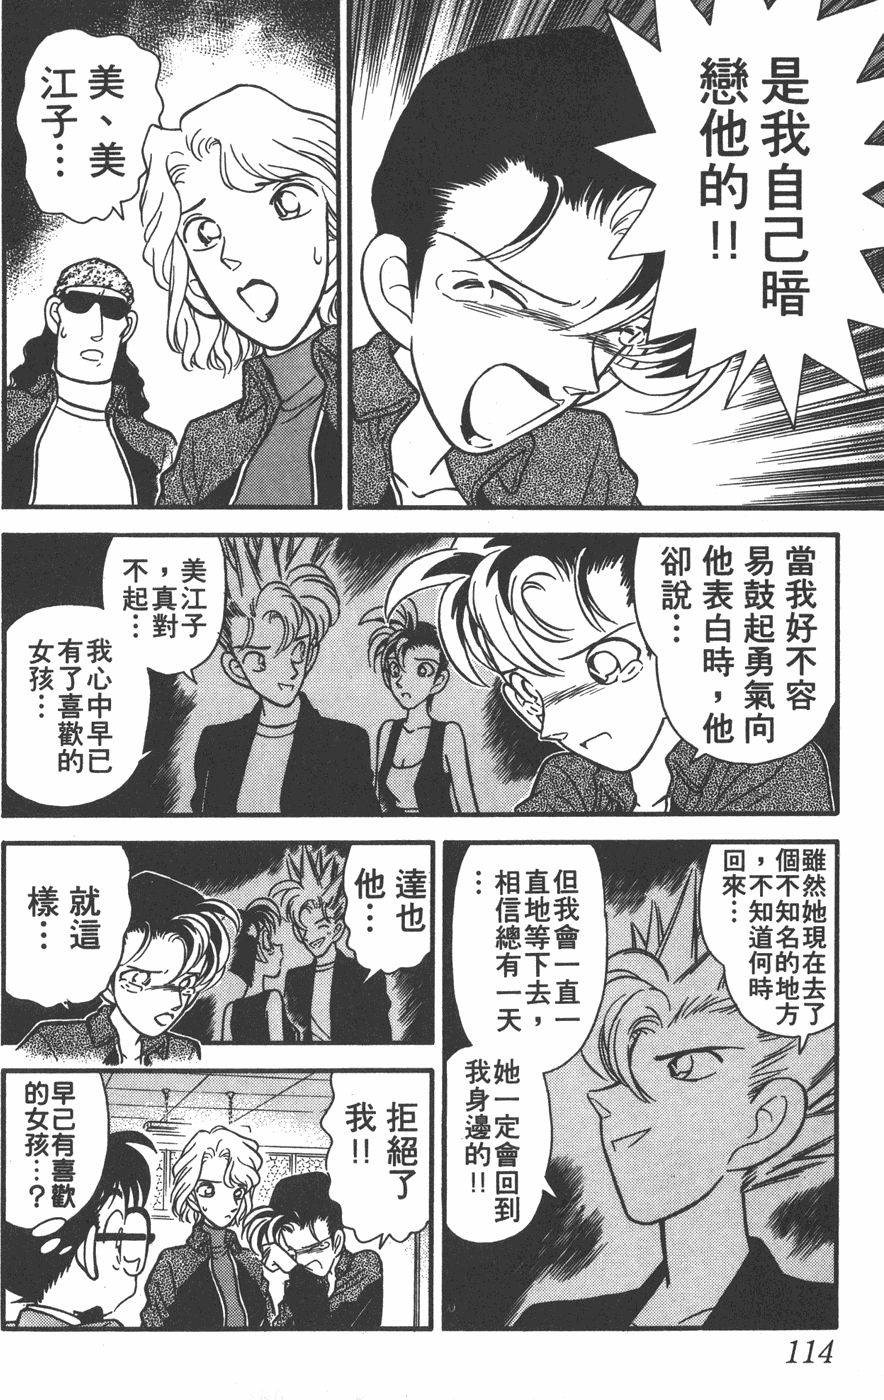 是我自己暗
戀他的!!
美、美
江子…
當我好不容
易鼓起勇氣向
他表白時，他
卻說…
美江子
，真對
不起…
我心中早已
有了喜歡的
女孩…
雖然她現在去了
個不知名的地方
，不知道何時
回來…
但我會一直一
直地等下去，
相信總有一天
…
她一定會回到
我身邊的!!
達也
他…
就這
樣…
拒絕了
我!!
早己有喜歡
的女孩…？
114